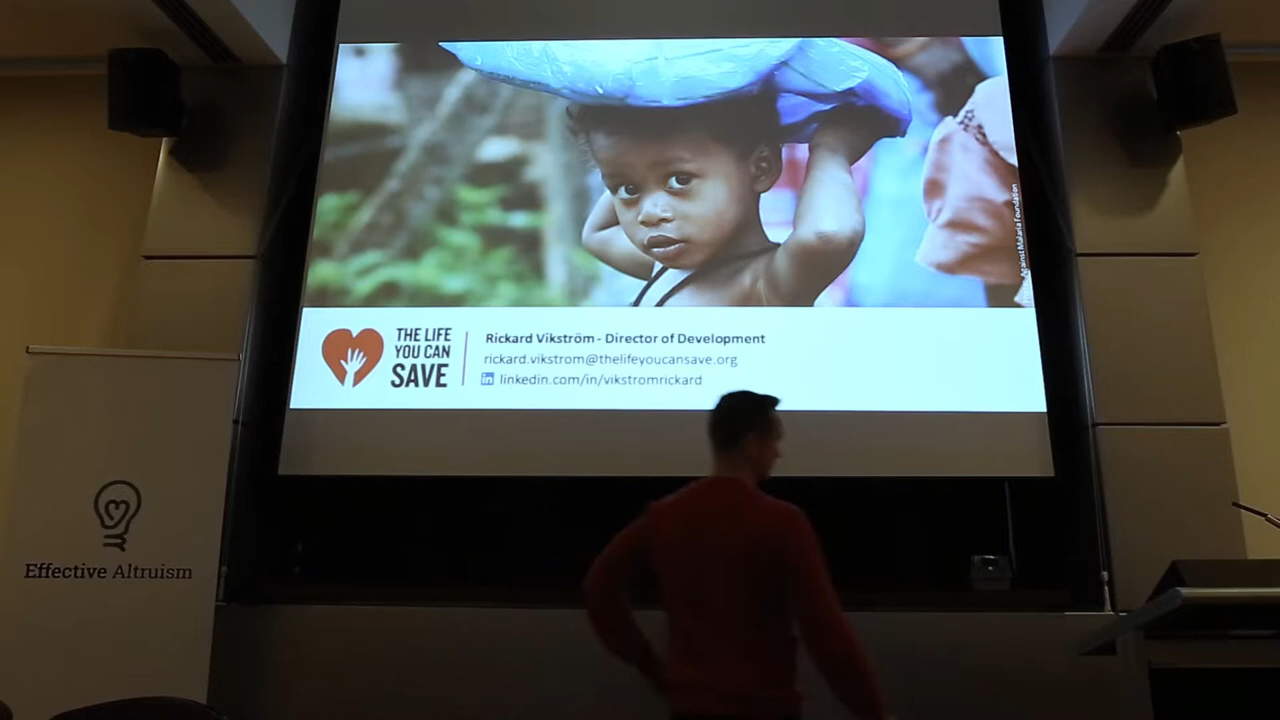 Against Malaria Foundation
THE LIFE
YOU CAN
SAVE
Rickard Vikström - Director of Development
rickard.vikstrom@thelifeyoucansave.org
in linkedin.com/in/vikstromrickard
Effective Altruism